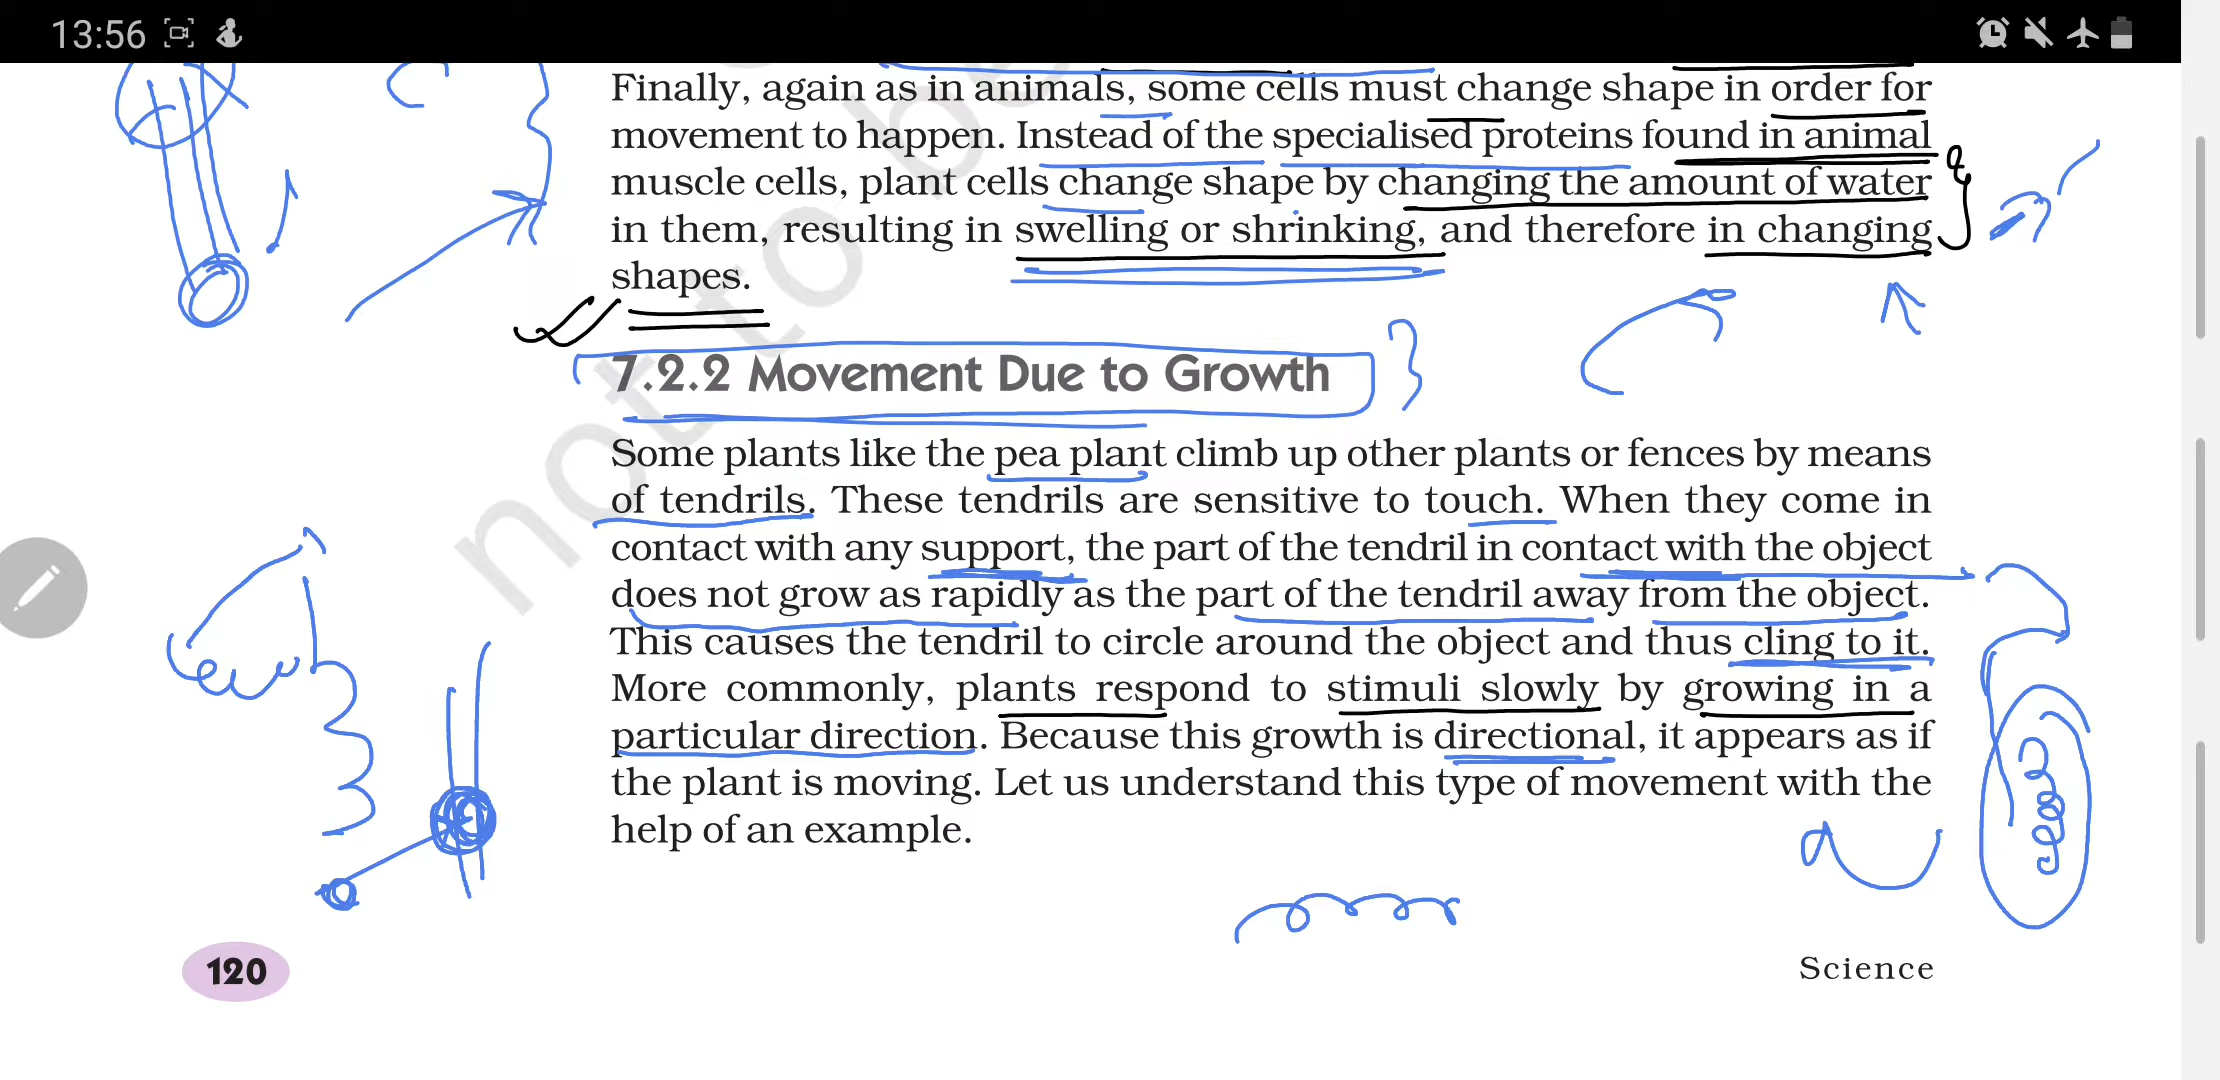 13:56
Finally, again as in animals, some cells must change shape in order for
movement to happen. Instead of the specialised proteins found in animal
muscle cells, plant cells change shape by changing the amount of water
in them, resulting in swelling or shrinking, and therefore in changing
shapes.
7.2.2 Movement Due to Growth
Some plants like the pea plant climb up other plants or fences by means
of tendrils. These tendrils are sensitive to touch. When they come in
contact with any support, the part of the tendril in contact with the object
does not grow as rapidly as the part of the tendril away from the object.
This causes the tendril to circle around the object and thus cling to it.
More commonly, plants respond to stimuli slowly by growing in a
particular direction. Because this growth is directional, it appears as if
the plant is moving. Let us understand this type of movement with the
help of an example.
120
Science
not to be